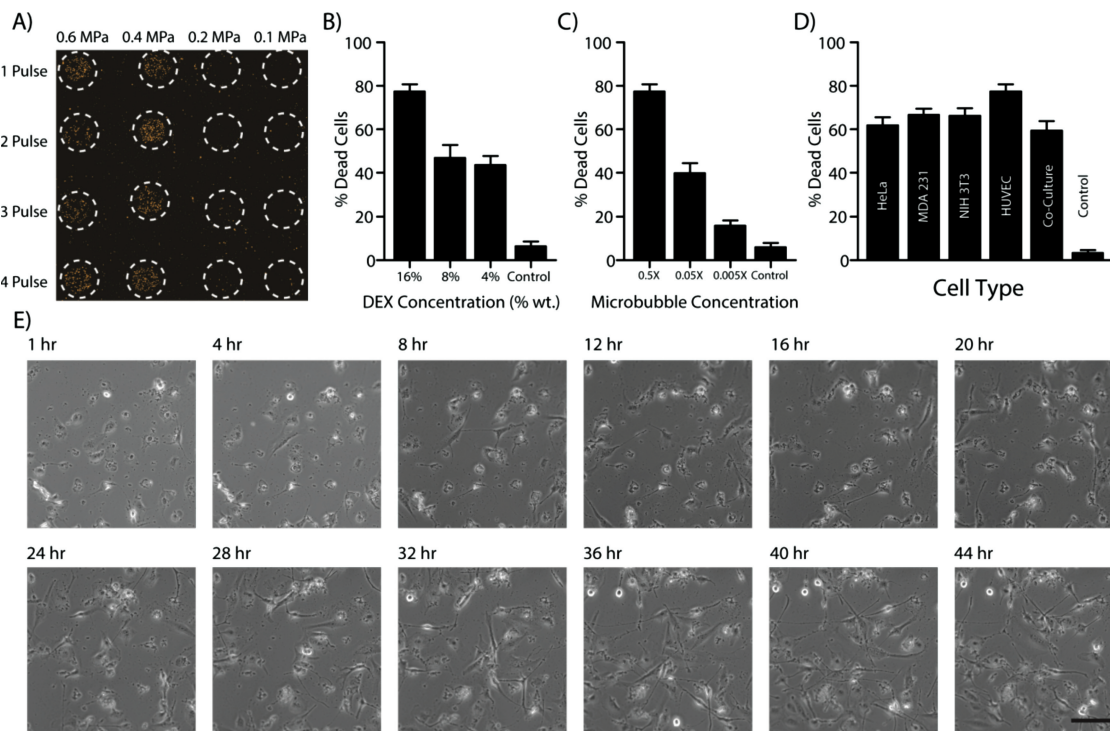 A)
0.6 MPa 0.4 MPa 0.2 MPa 0.1 MPa
1 Pulse
2 Pulse
3 Pulse
4 Pulse
B)
% Dead Cells
100
80
60
40
20
0
16% 8% 4% Control
DEX Concentration (% wt.)
C)
% Dead Cells
100
80
60
40
20
0
0.5X 0.05X 0.005X Control
Microbubble Concentration
D)
% Dead Cells
100
80
60
40
20
0
HeLa
MDA 231
NIH 3T3
HUVEC
Co-Culture
Control
Cell Type
E)
1 hr 4 hr 8 hr 12 hr 16 hr 20 hr
24 hr 28 hr 32 hr 36 hr 40 hr 44 hr